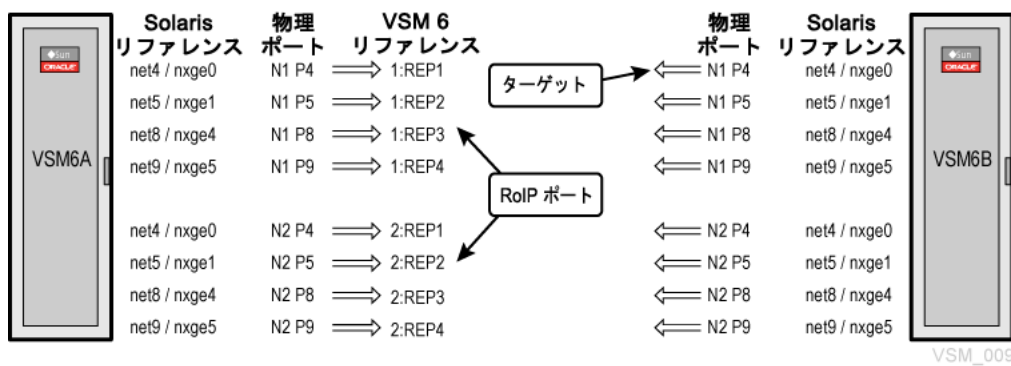 Solaris
リファレンス
物理
ポート
VSM 6
リファレンス
物理
ポート
Solaris
リファレンス
Sun
ORACLE
net4 / nxge0 N1 P4 1:REP1
ターゲット
N1 P4 net4 / nxge0
Sun
ORACLE
net5 / nxge1 N1 P5 1:REP2
N1 P5 net5 / nxge1
net8 / nxge4 N1 P8 1:REP3
N1 P8 net8 / nxge4
VSM6A
net9 / nxge5 N1 P9 1:REP4
N1 P9 net9 / nxge5
VSM6B
RoIP ポート
net4 / nxge0 N2 P4 2:REP1
N2 P4 net4 / nxge0
net5 / nxge1 N2 P5 2:REP2
N2 P5 net5 / nxge1
net8 / nxge4 N2 P8 2:REP3
N2 P8 net8 / nxge4
net9 / nxge5 N2 P9 2:REP4
N2 P9 net9 / nxge5
VSM_009